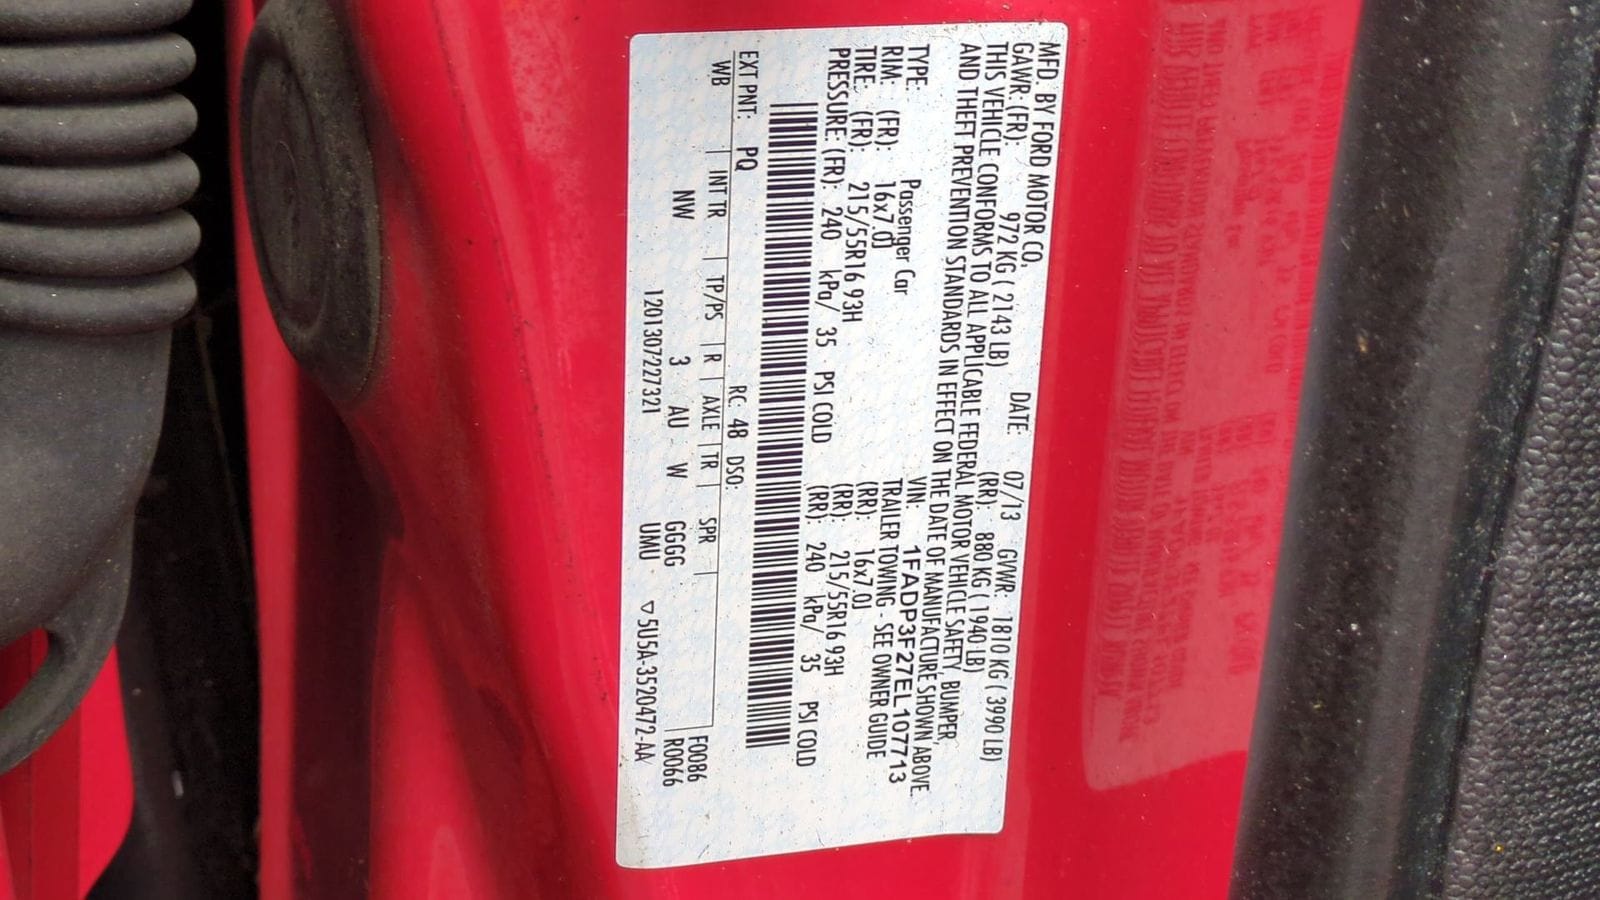 MFD. BY FORD MOTOR CO.
DATE: 07/13 GVWR: 1810 KG ( 3990 LB)
GAWR: (FR): 972 KG ( 2143 LB) (RR): 880 KG ( 1940 LB)
THIS VEHICLE CONFORMS TO ALL APPLICABLE FEDERAL MOTOR VEHICLE SAFETY, BUMPER,
AND THEFT PREVENTION STANDARDS IN EFFECT ON THE DATE OF MANUFACTURE SHOWN ABOVE.
VIN: 1FADP3F27EL107713
TYPE: Passenger Car TRAILER TOWING - SEE OWNER GUIDE
RIM: (FR): 16x7.0J (RR): 16x7.0J
TIRE: (FR): 215/55R16 93H (RR): 215/55R16 93H
PRESSURE: (FR): 240 kPa/ 35 PSI COLD (RR): 240 kPa/ 35 PSI COLD
EXT PNT: PQ RC: 48 DSO:
WB INT TR TP/PS R AXLE TR SPR F0086
NW 3 AU W GGGG R0066
1201307227321 UMU ▽5U5A-3520472-AA